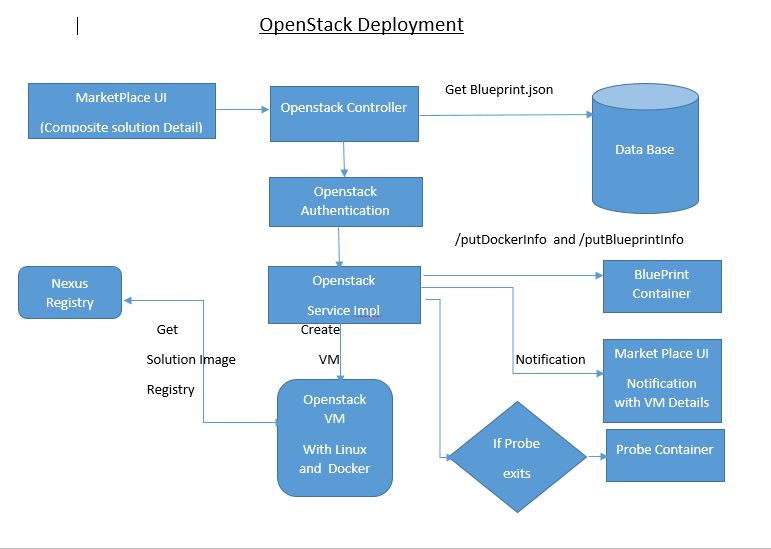 OpenStack Deployment
MarketPlace UI
(Composite solution Detail)
Openstack Controller
Get Blueprint.json
Data Base
Openstack
Authentication
/putDockerInfo and /putBlueprintInfo
Nexus
Registry
Openstack
Service Impl
BluePrint
Container
Get
Solution Image
Registry
Create
VM
Notification
Market Place UI
Notification
with VM Details
Openstack
VM
With Linux
and Docker
If Probe
exits
Probe Container